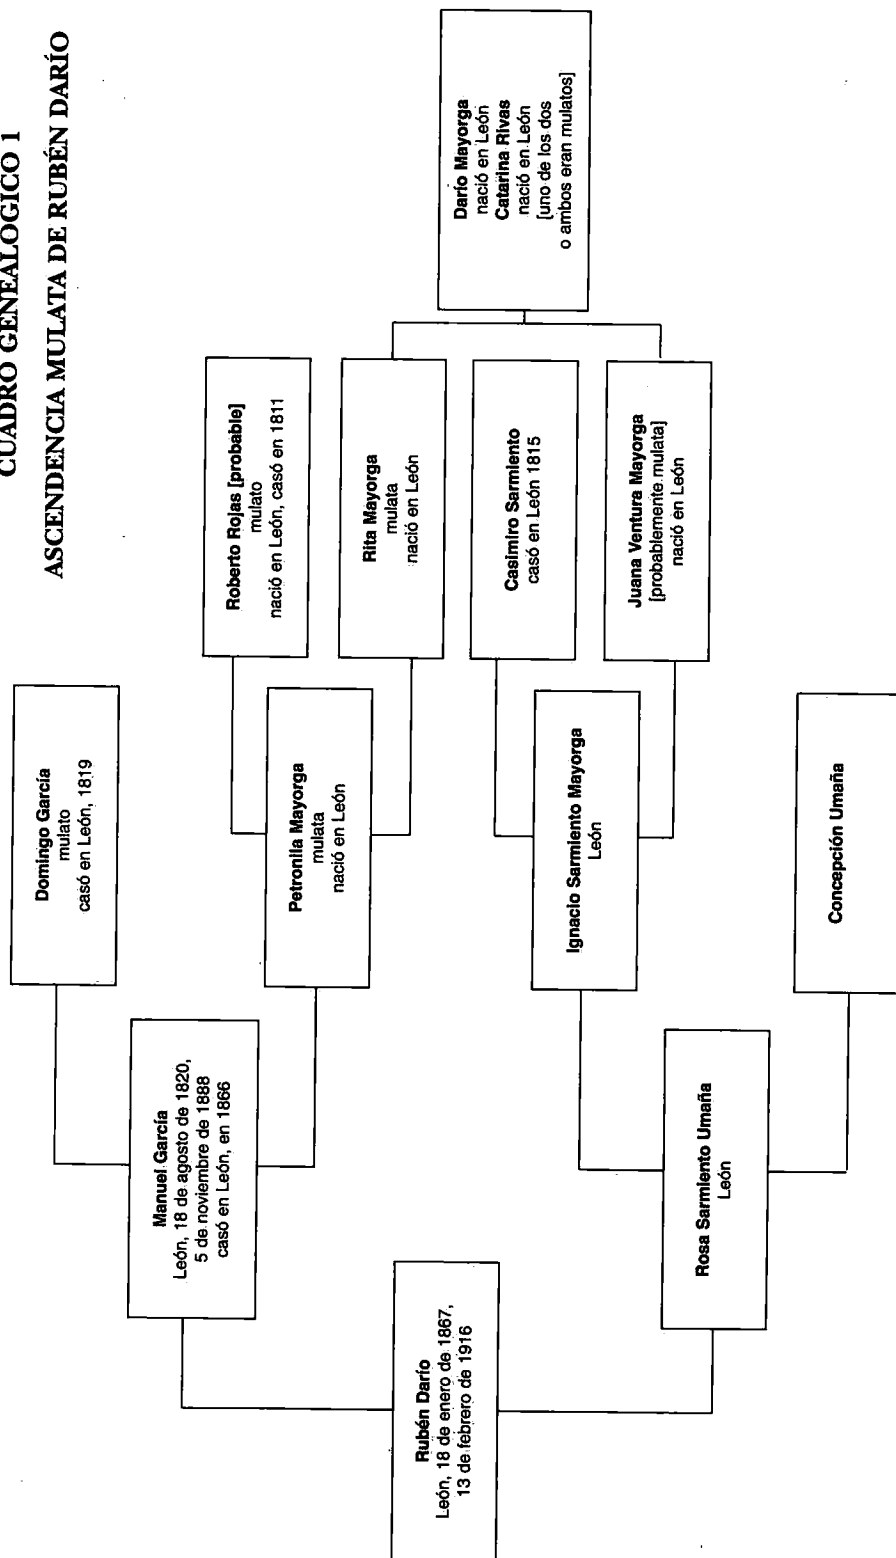 CUADRO GENEALOGICO 1
ASCENDENCIA MULATA DE RUBÉN DARÍO
Rubén Darío
León, 18 de enero de 1867,
13 de febrero de 1916
Manuel García
León, 18 de agosto de 1820,
5 de noviembre de 1888
casó en León, en 1866
Rosa Sarmiento Umaña
León
Domingo García
mulato
casó en León, 1819
Petronila Mayorga
mulata
nació en León
Ignacio Sarmiento Mayorga
León
Concepción Umaña
Roberto Rojas [probable]
mulato
nació en León, casó en 1811
Rita Mayorga
mulata
nació en León
Casimiro Sarmiento
casó en León 1815
Juana Ventura Mayorga
[probablemente mulata]
nació en León
Darío Mayorga
nació en León
Catarina Rivas
nació en León
[uno de los dos
o ambos eran mulatos]